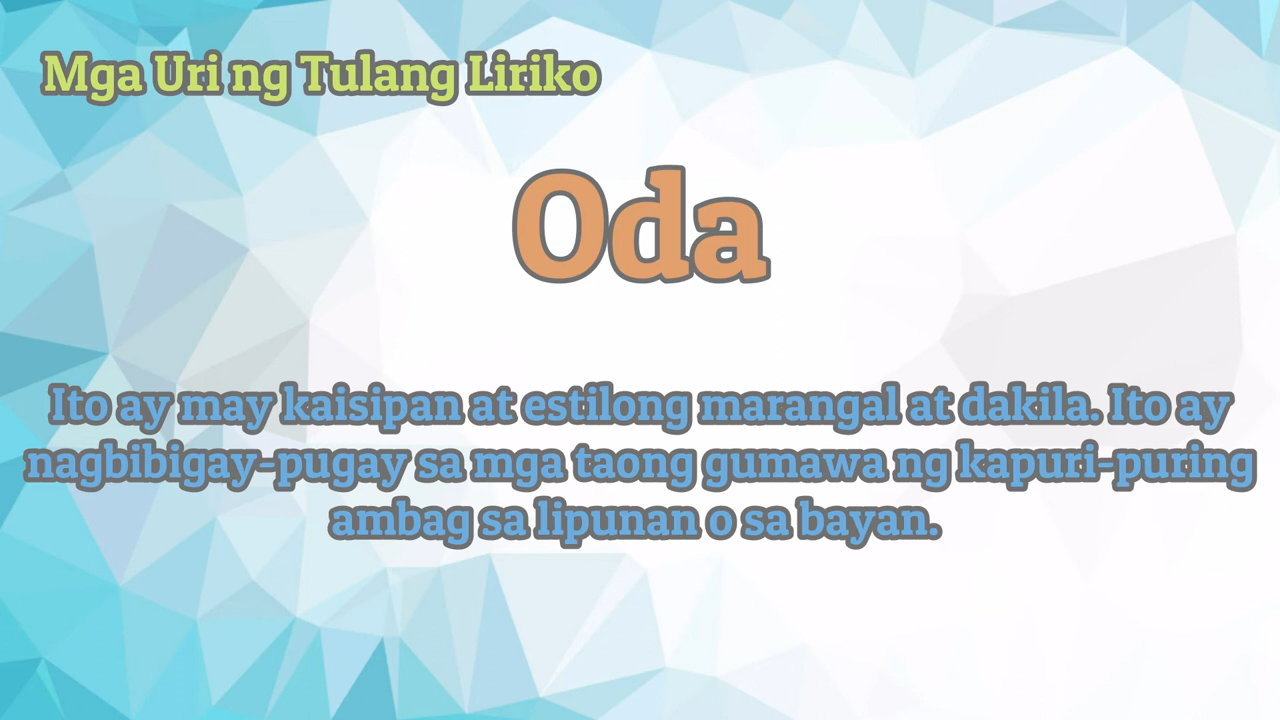 Mga Uri ng Tulang Liriko
Oda
Ito ay may kaisipan at estilong marangal at dakila. Ito ay
nagbibigay-pugay sa mga taong gumawa ng kapuri-puring
ambag sa lipunan o sa bayan.